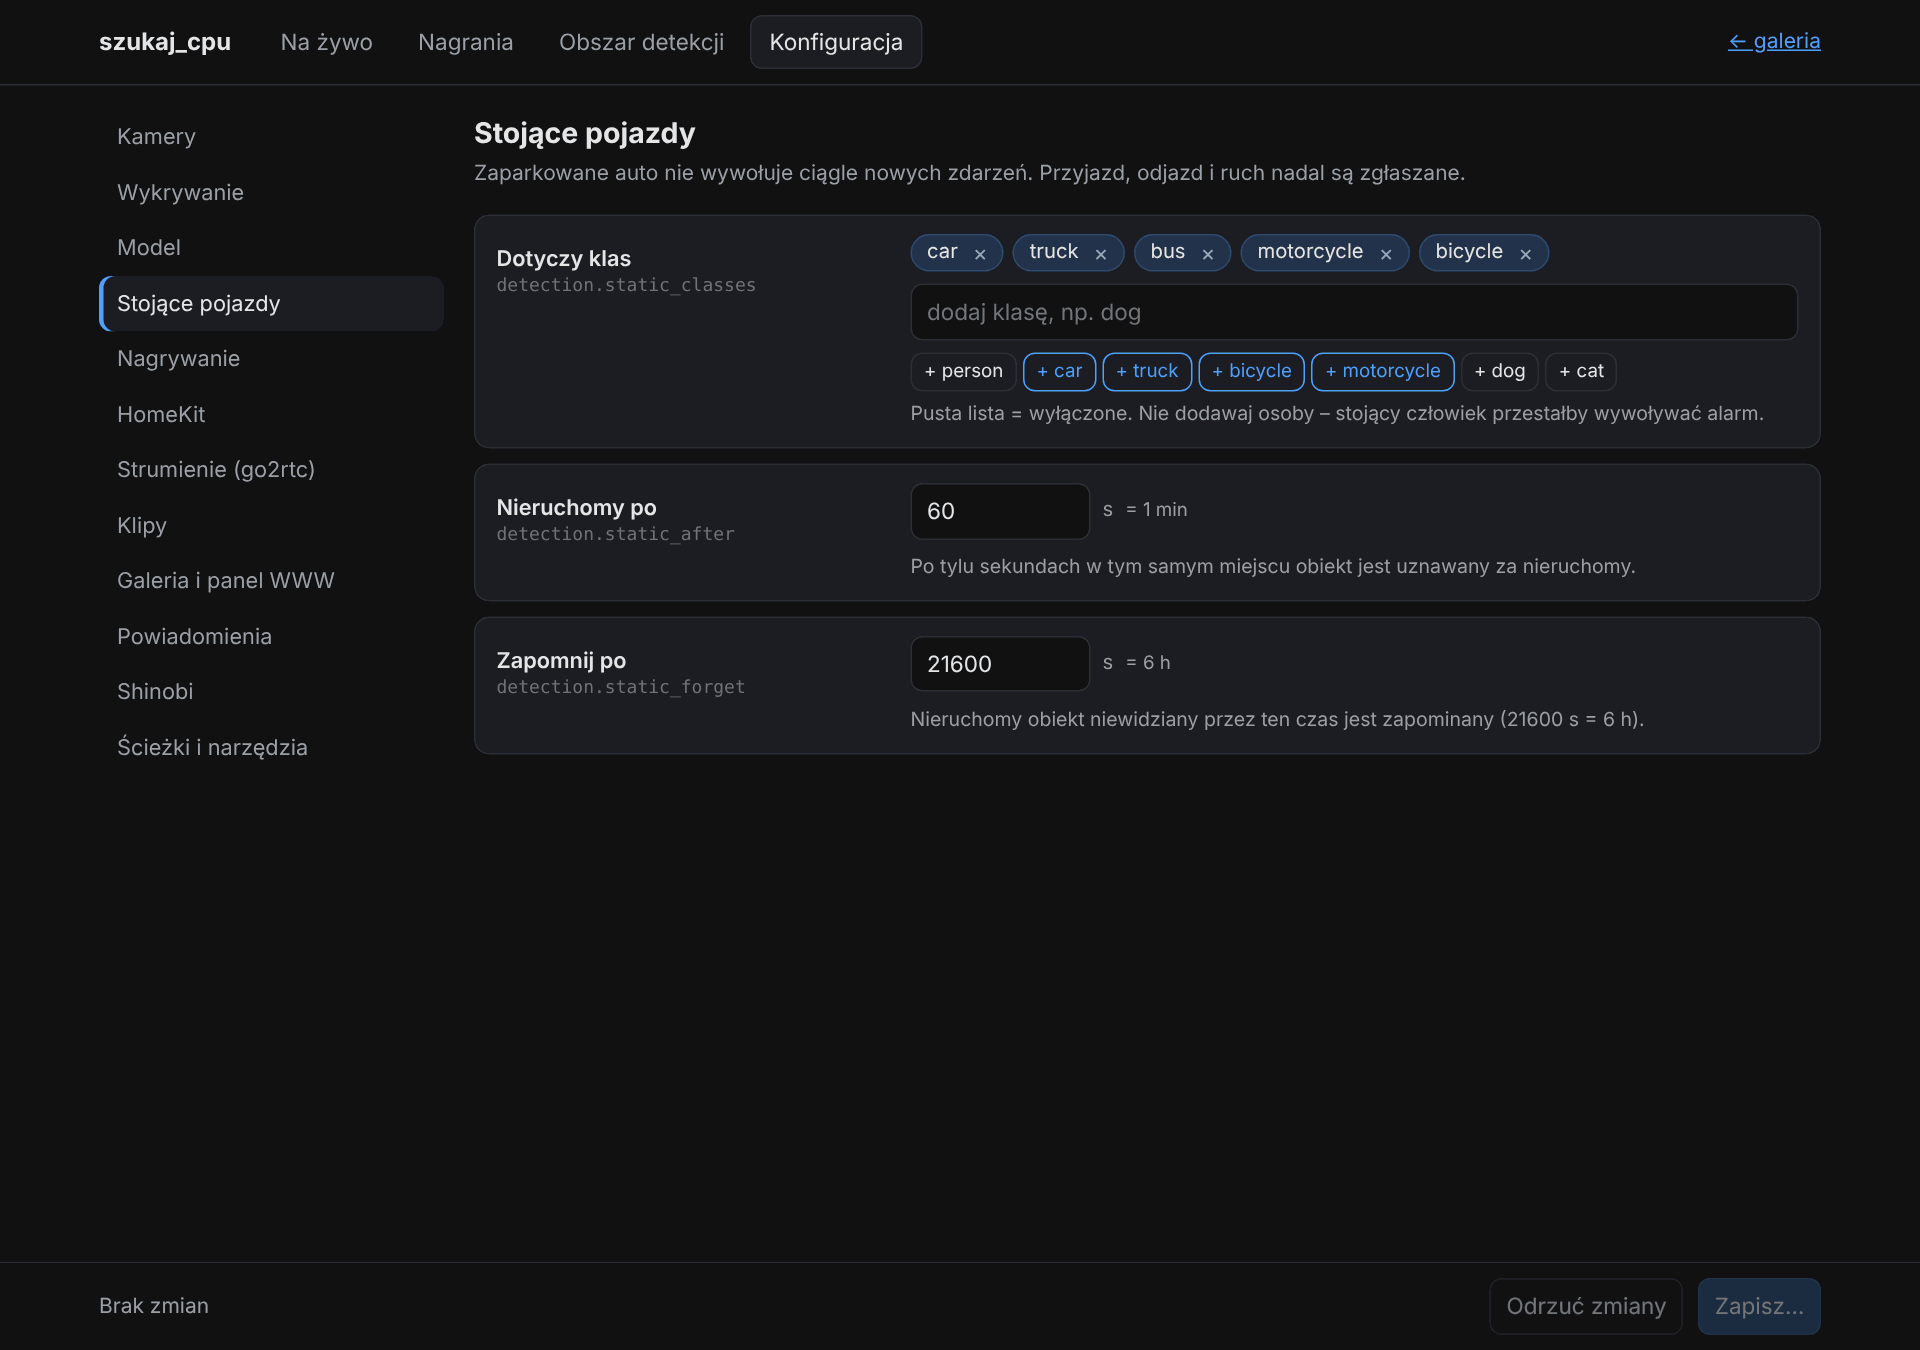 szukaj_cpu Na żywo Nagrania Obszar detekcji Konfiguracja ← galeria
Kamery
Wykrywanie
Model
Stojące pojazdy
Nagrywanie
HomeKit
Strumienie (go2rtc)
Klipy
Galeria i panel WWW
Powiadomienia
Shinobi
Ścieżki i narzędzia
Stojące pojazdy
Zaparkowane auto nie wywołuje ciągle nowych zdarzeń. Przyjazd, odjazd i ruch nadal są zgłaszane.
Dotyczy klas
detection.static_classes
car × truck × bus × motorcycle × bicycle ×
dodaj klasę, np. dog
+ person + car + truck + bicycle + motorcycle + dog + cat
Pusta lista = wyłączone. Nie dodawaj osoby – stojący człowiek przestałby wywoływać alarm.
Nieruchomy po
detection.static_after
60 s = 1 min
Po tylu sekundach w tym samym miejscu obiekt jest uznawany za nieruchomy.
Zapomnij po
detection.static_forget
21600 s = 6 h
Nieruchomy obiekt niewidziany przez ten czas jest zapominany (21600 s = 6 h).
Brak zmian
Odrzuć zmiany Zapisz...